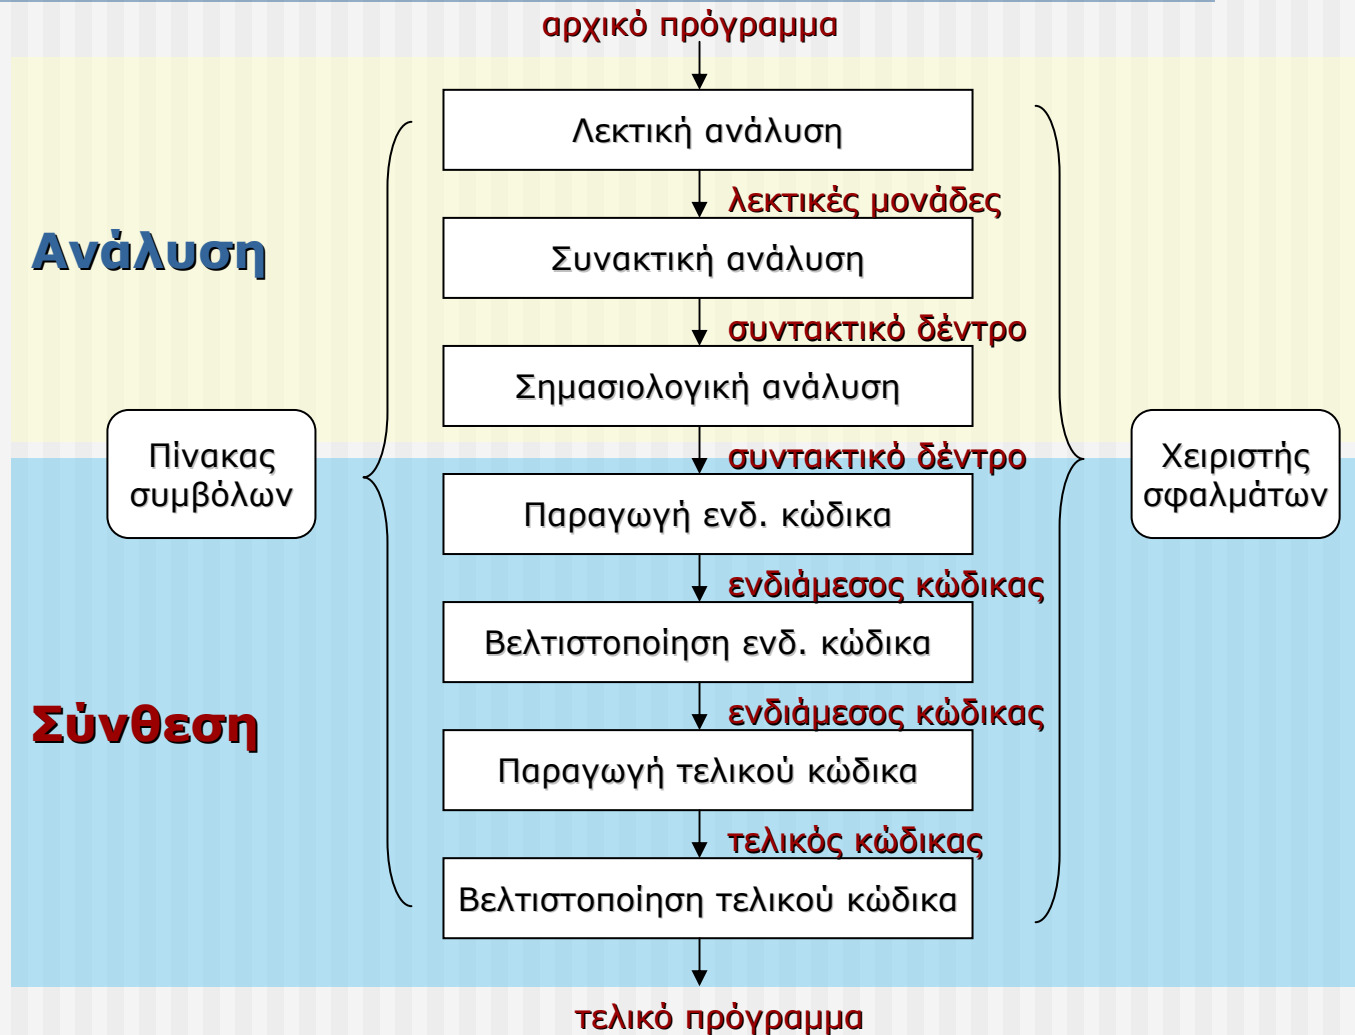 αρχικό πρόγραμμα
Λεκτική ανάλυση
λεκτικές μονάδες
Ανάλυση
Συνακτική ανάλυση
συντακτικό δέντρο
Σημασιολογική ανάλυση
συντακτικό δέντρο
Πίνακας
συμβόλων
Χειριστής
σφαλμάτων
Παραγωγή ενδ. κώδικα
ενδιάμεσος κώδικας
Βελτιστοποίηση ενδ. κώδικα
ενδιάμεσος κώδικας
Σύνθεση
Παραγωγή τελικού κώδικα
τελικός κώδικας
Βελτιστοποίηση τελικού κώδικα
τελικό πρόγραμμα